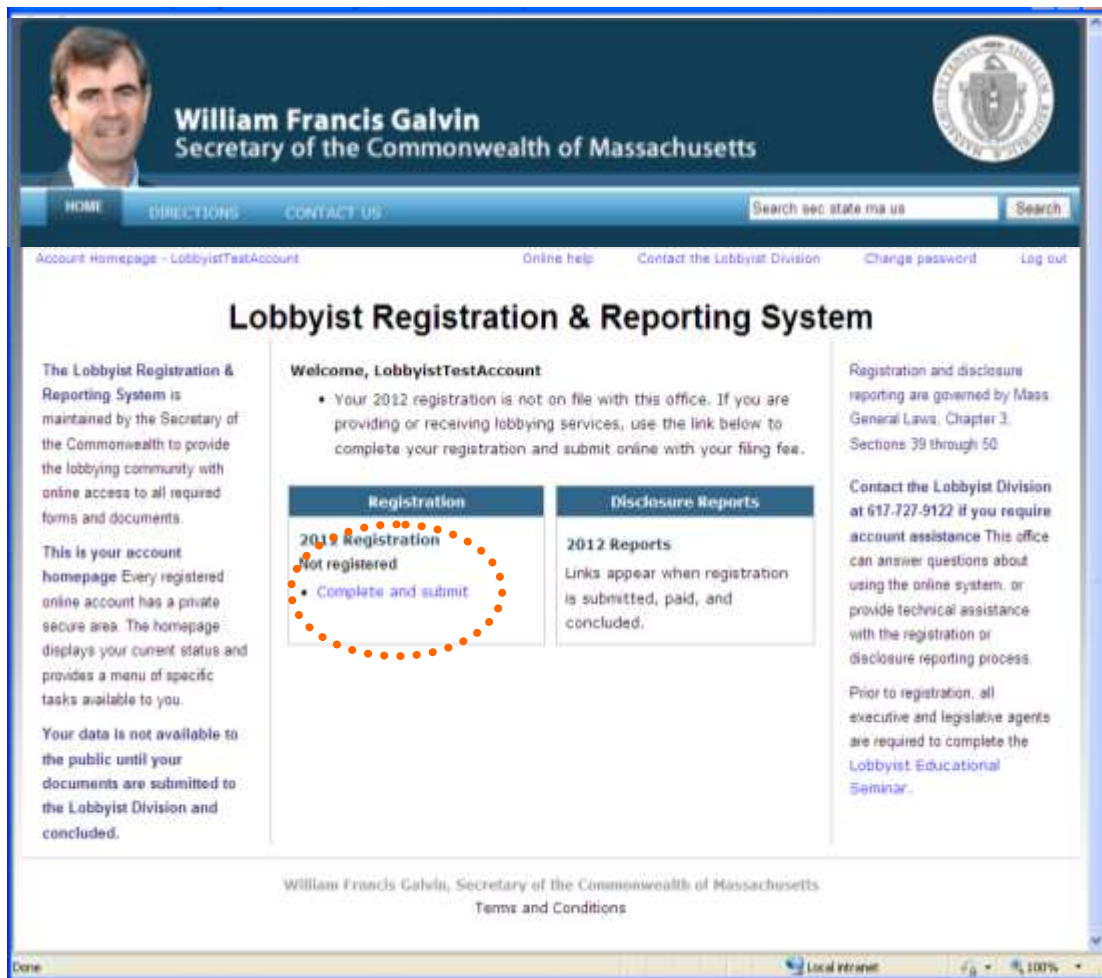 William Francis Galvin
Secretary of the Commonwealth of Massachusetts
HOME
DIRECTIONS
CONTACT US
Search sec state ma us
Search
Account Homepage - LobbyistTestAccount
Online help
Contact the Lobbyist Division
Change password
Log out
Lobbyist Registration & Reporting System
The Lobbyist Registration &
Reporting System is
maintained by the Secretary of
the Commonwealth to provide
the lobbying community with
online access to all required
forms and documents.
This is your account
homepage Every registered
online account has a private
secure area. The homepage
displays your current status and
provides a menu of specific
tasks available to you.
Your data is not available to
the public until your
documents are submitted to
the Lobbyist Division and
concluded.
Welcome, LobbyistTestAccount
• Your 2012 registration is not on file with this office. If you are
providing or receiving lobbying services, use the link below to
complete your registration and submit online with your filing fee.
Registration
2012 Registration
Not registered
• Complete and submit
Disclosure Reports
2012 Reports
Links appear when registration
is submitted, paid, and
concluded.
Registration and disclosure
reporting are governed by Mass.
General Laws, Chapter 3,
Sections 39 through 50.
Contact the Lobbyist Division
at 617-727-9122 if you require
account assistance This office
can answer questions about
using the online system, or
provide technical assistance
with the registration or
disclosure reporting process.
Prior to registration, all
executive and legislative agents
are required to complete the
Lobbyist Educational
Seminar.
William Francis Galvin, Secretary of the Commonwealth of Massachusetts
Terms and Conditions
Done
Local intranet
100%